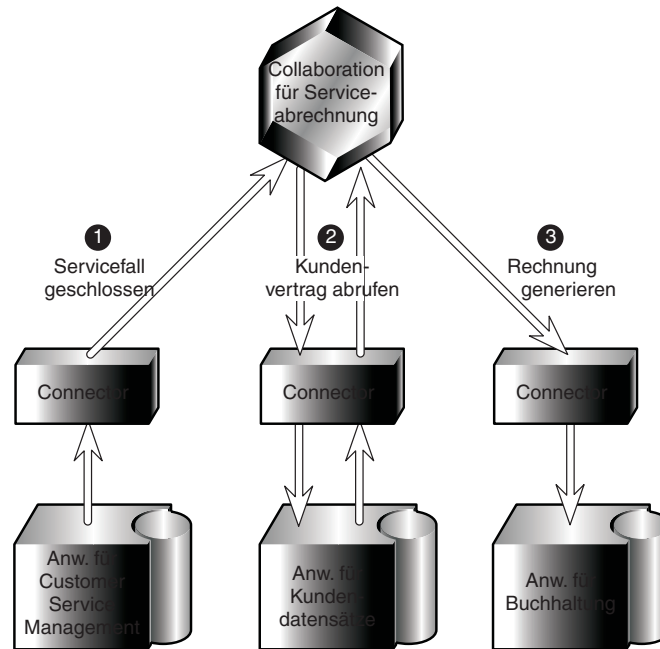 Collaboration
für Service-
abrechnung
1
Servicefall
geschlossen
2
Kunden-
vertrag abrufen
3
Rechnung
generieren
Connector
Connector
Connector
Anw. für
Customer
Service
Management
Anw. für
Kunden-
datensätze
Anw. für
Buchhaltung